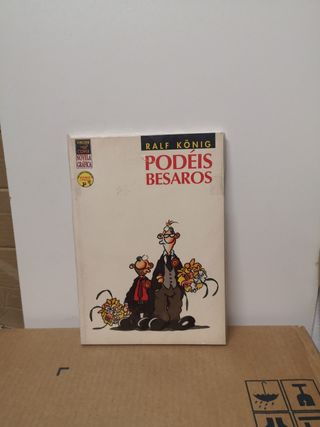 RALF KÖNIG
PODÉIS
BESAROS
NOVELA
GRÁFICA